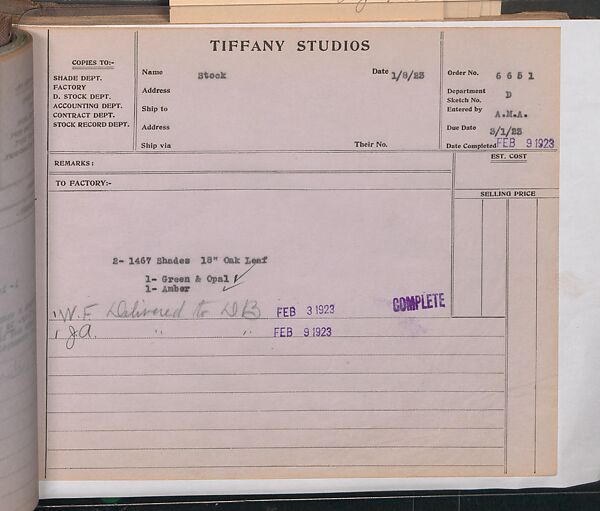 TIFFANY STUDIOS
COPIES TO:-
SHADE DEPT.
FACTORY
D. STOCK DEPT.
ACCOUNTING DEPT.
CONTRACT DEPT.
STOCK RECORD DEPT.
Name Stock Date 1/8/23
Address
Ship to
Address
Ship via Their No.
Order No. 6651
Department D
Sketch No.
Entered by A.M.A.
Due Date 3/1/23
Date Completed FEB 9 1923
REMARKS:
EST. COST
TO FACTORY:-
SELLING PRICE
2- 1467 Shades 18" Oak Leaf
1- Green & Opal
1- Amber
1 W.F. Delivered to DB FEB 3 1923 COMPLETE
1 J.A. " " FEB 9 1923